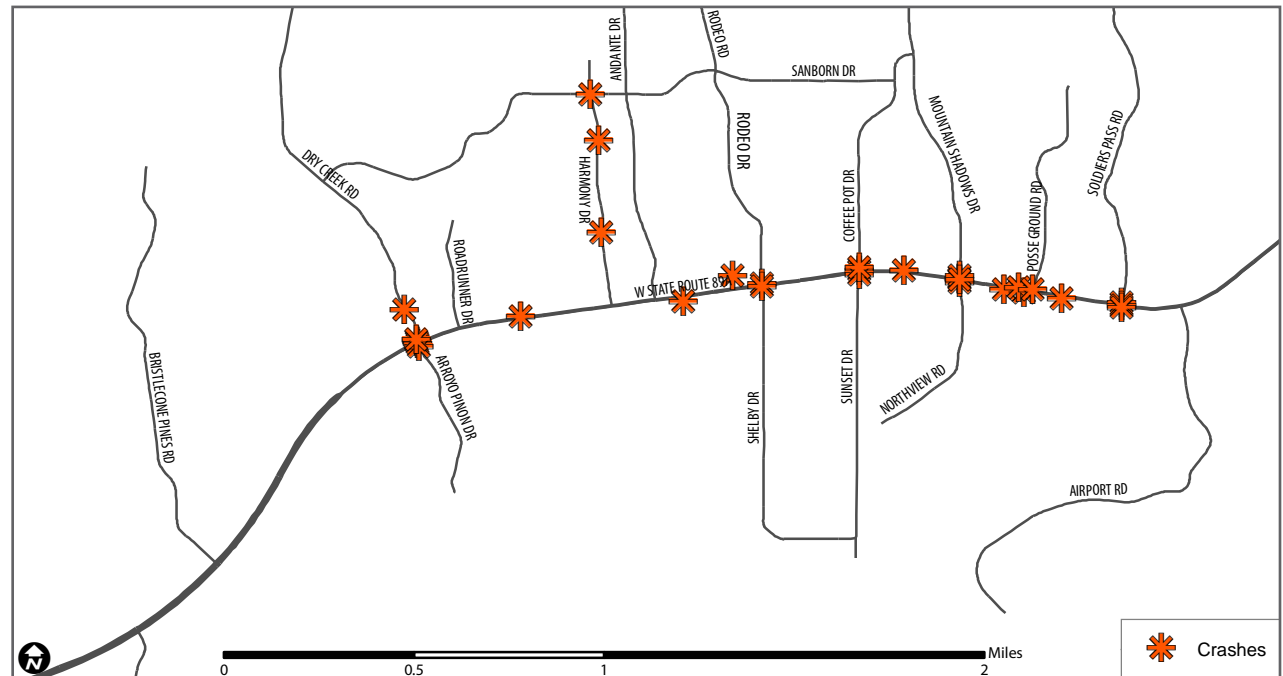 RODEO RD
ANDANTE DR
SANBORN DR
MOUNTAIN SHADOWS DR
SOLDIERS PASS RD
RODEO DR
DRY CREEK RD
HARMONY DR
COFFEE POT DR
POSSE GROUND RD
ROADRUNNER DR
W STATE ROUTE 89
BRISTLECONE PINES RD
ARROYO PINON DR
SHELBY DR
SUNSET DR
NORTHVIEW RD
AIRPORT RD
N
Miles
0 0.5 1 2
Crashes